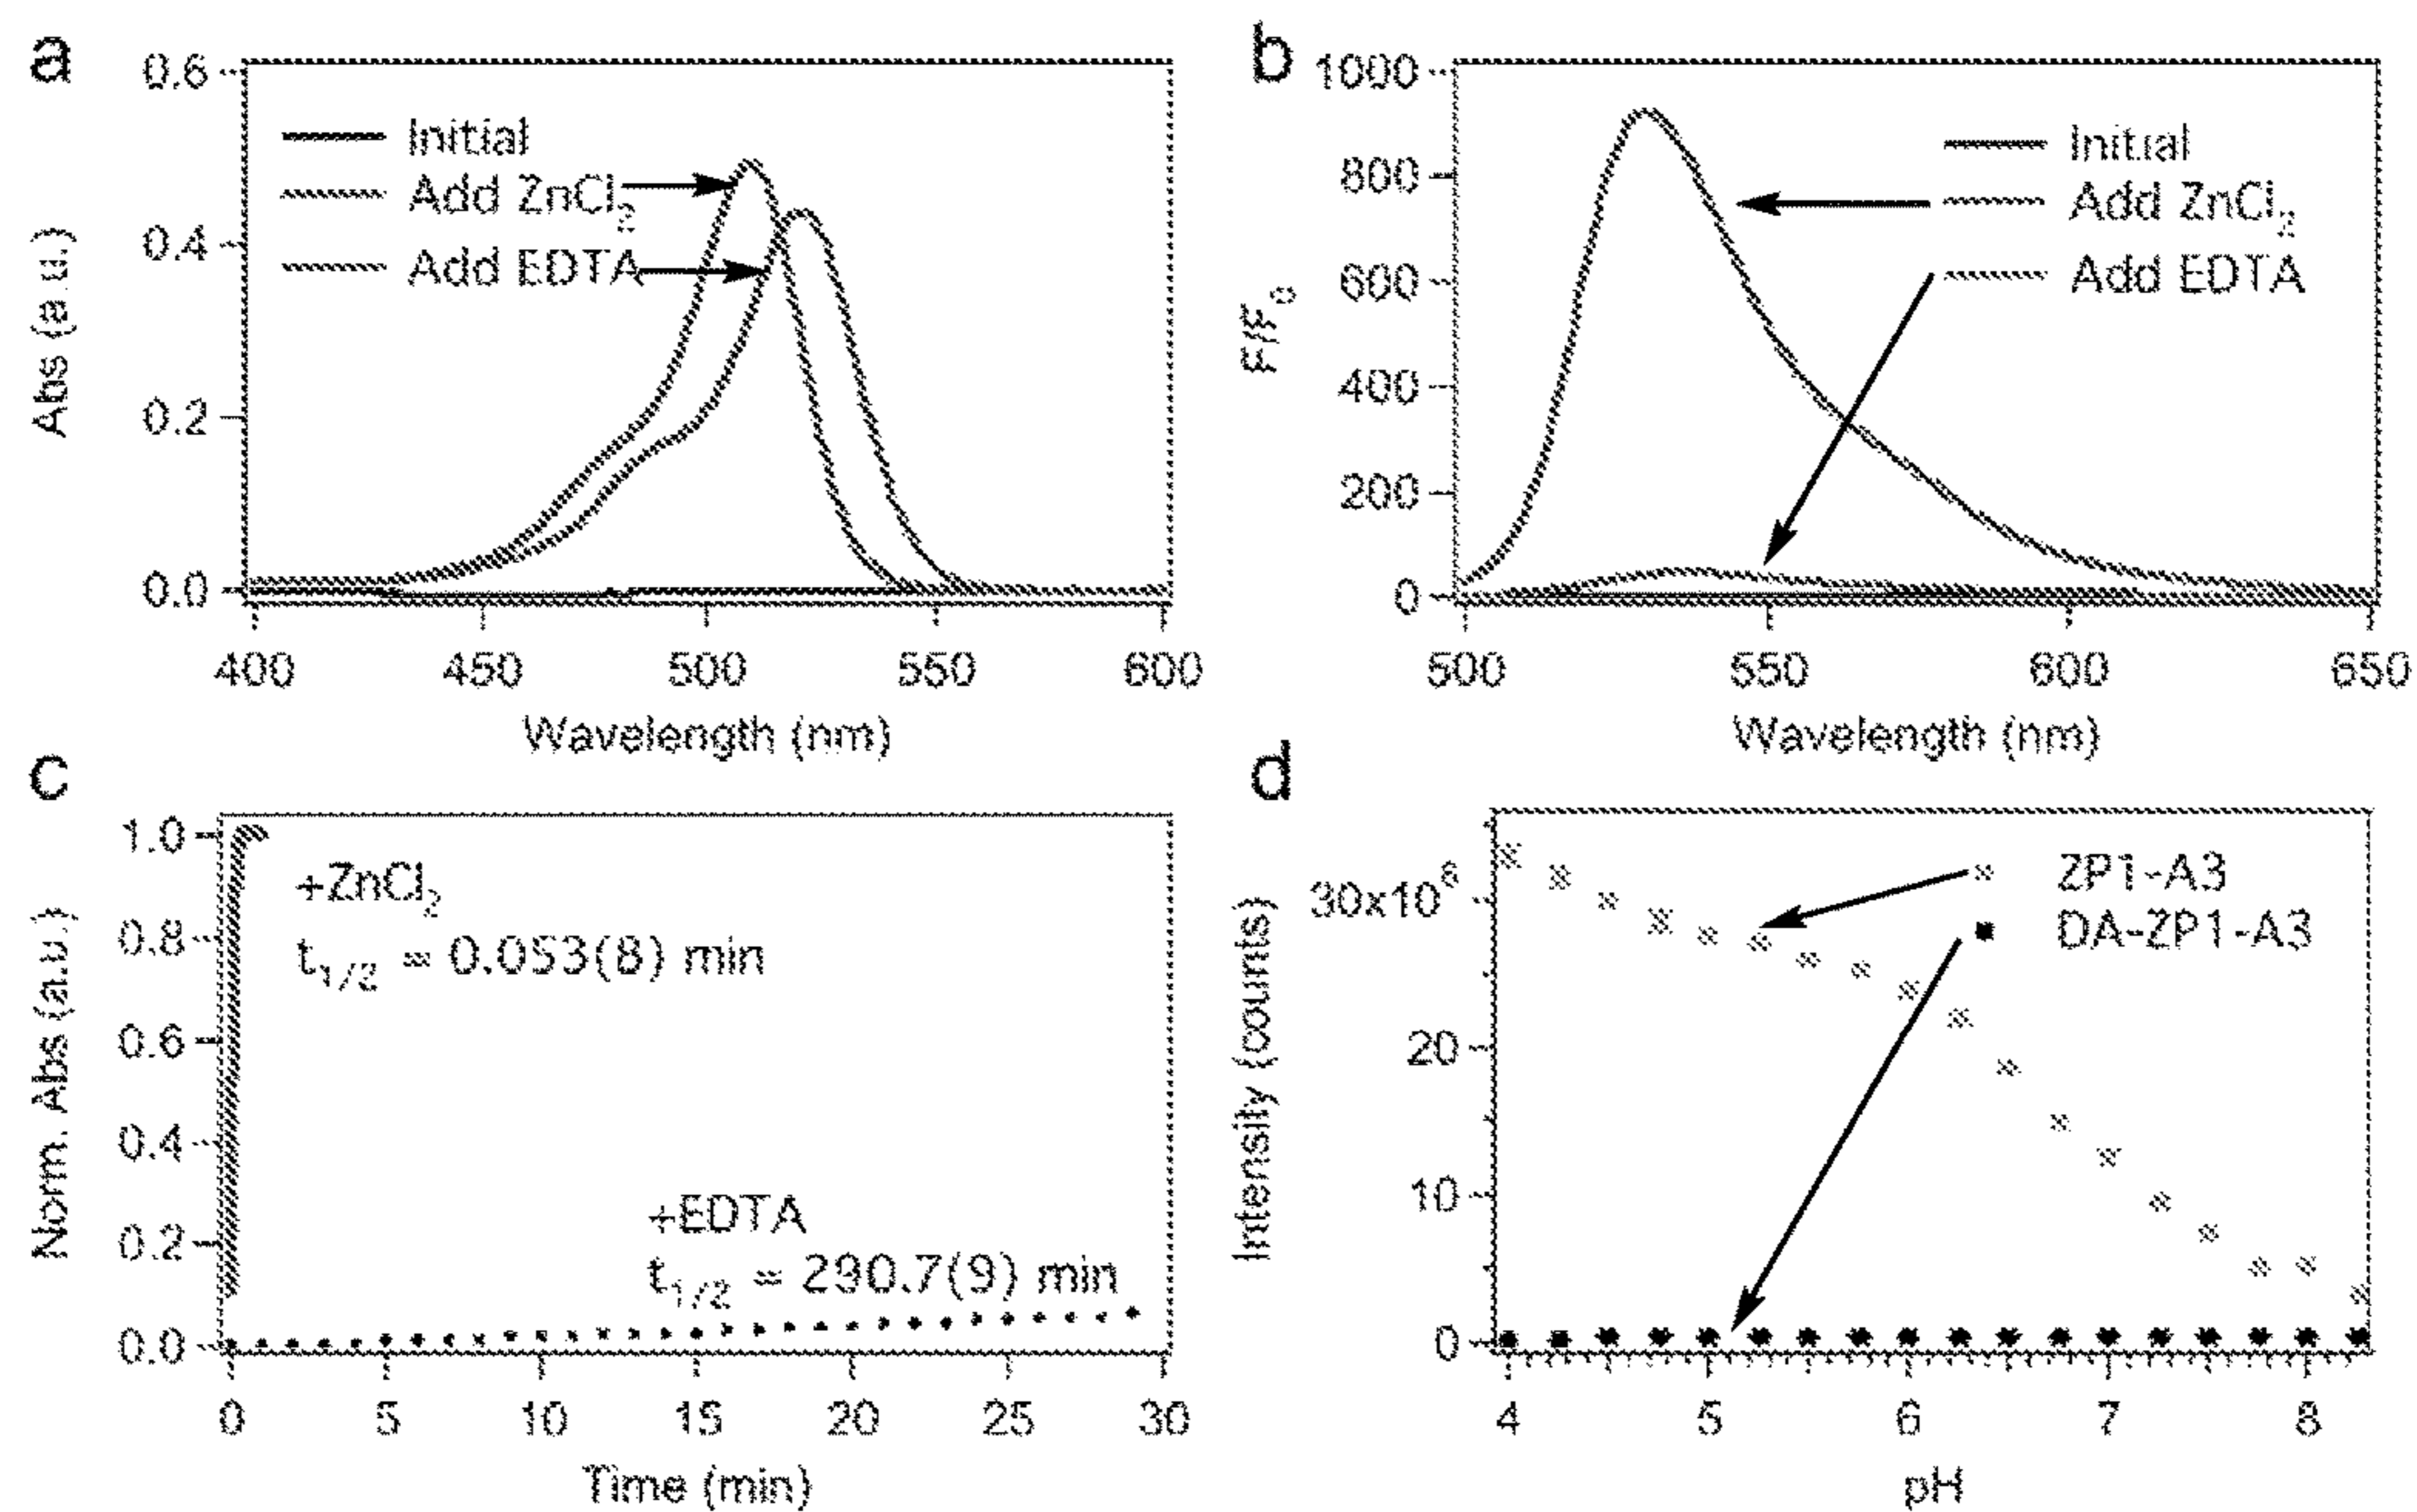 a
0.6
0.4
0.2
0.0
Abs (a.u.)
Initial
Add ZnCl2
Add EDTA
400 450 500 550 600
Wavelength (nm)
b
1000
800
600
400
200
0
F/F0
Initial
Add ZnCl2
Add EDTA
500 550 600 650
Wavelength (nm)
c
1.0
0.8
0.6
0.4
0.2
0.0
Norm. Abs (a.u.)
+ZnCl2
t1/2 = 0.053(8) min
+EDTA
t1/2 = 290.7(9) min
0 5 10 15 20 25 30
Time (min)
d
30x10^6
20
10
0
Intensity (counts)
ZP1-A3
DA-ZP1-A3
4 5 6 7 8
pH